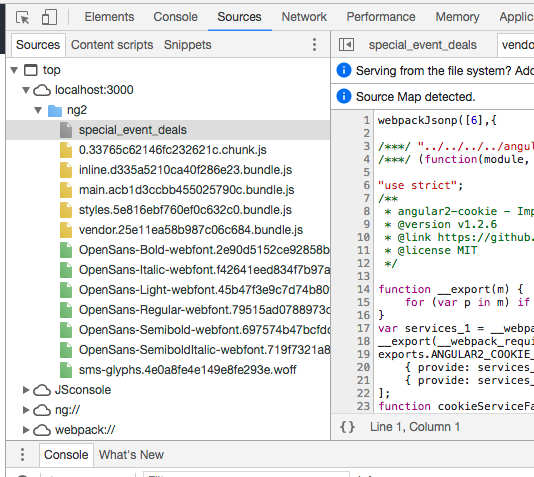 Elements Console Sources Network Performance Memory Applic
Sources Content scripts Snippets
special_event_deals vendo
top
localhost:3000
ng2
special_event_deals
0.33765c62146fc232621c.chunk.js
inline.d335a5210ca40f286e23.bundle.js
main.acb1d3ccbb455025790c.bundle.js
styles.5e816ebf760ef0c632c0.bundle.js
vendor.25e11ea58b987c06c684.bundle.js
OpenSans-Bold-webfont.2e90d5152ce92858b
OpenSans-Italic-webfont.f42641eed834f7b97a
OpenSans-Light-webfont.45b47f3e9c7d74b80
OpenSans-Regular-webfont.79515ad0788973c
OpenSans-Semibold-webfont.697574b47bcfdc
OpenSans-SemiboldItalic-webfont.719f7321a8
sms-glyphs.4e0a8fe4e149e8fe293e.woff
JSconsole
ng://
webpack://
Serving from the file system? Add
Source Map detected.
1 webpackJsonp([6],{
2
3 /***/ "../../../../angul
4 /***/ (function(module,
5
6 "use strict";
7 /**
8 * angular2-cookie - Imp
9 * @version v1.2.6
10 * @link https://github.
11 * @license MIT
12 */
13
14 function __export(m) {
15 for (var p in m) if
16 }
17 var services_1 = __webpa
18 __export(__webpack_requi
19 exports.ANGULAR2_COOKIE_
20 { provide: services_
21 { provide: services_
22 ];
23 function cookieServiceFa
{} Line 1, Column 1
Console What's New